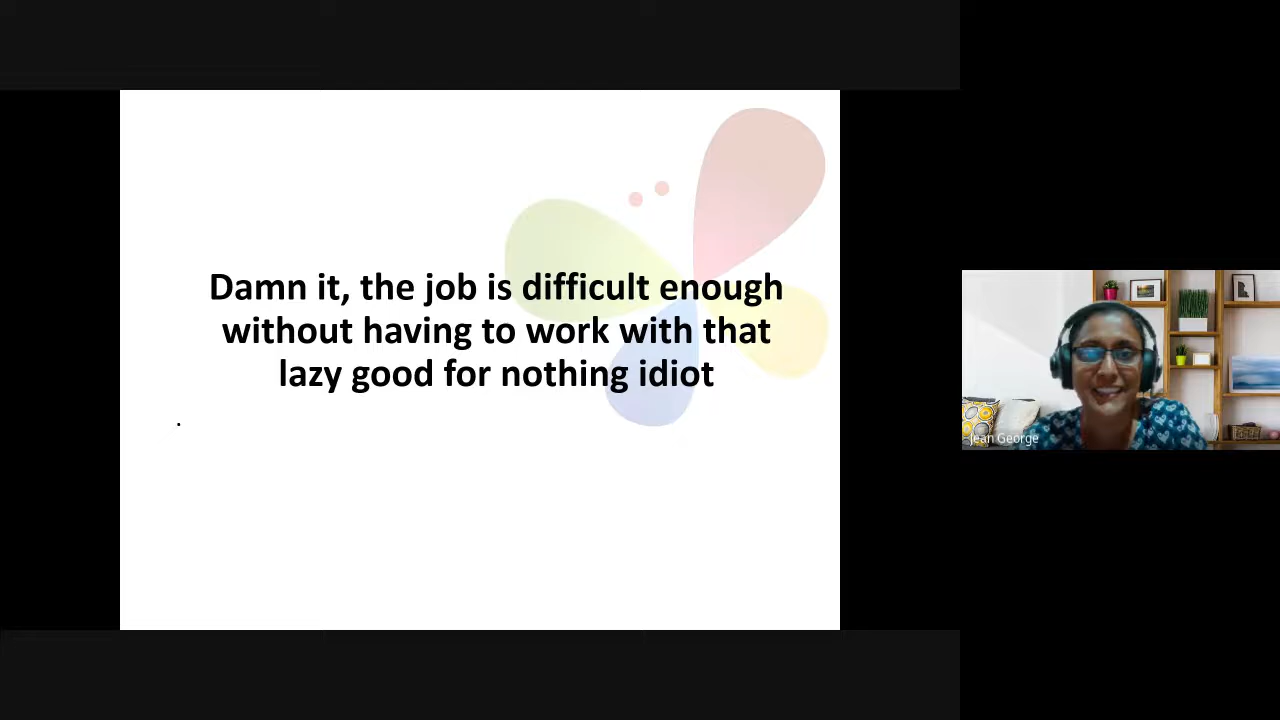 Damn it, the job is difficult enough
without having to work with that
lazy good for nothing idiot
.
Jean George